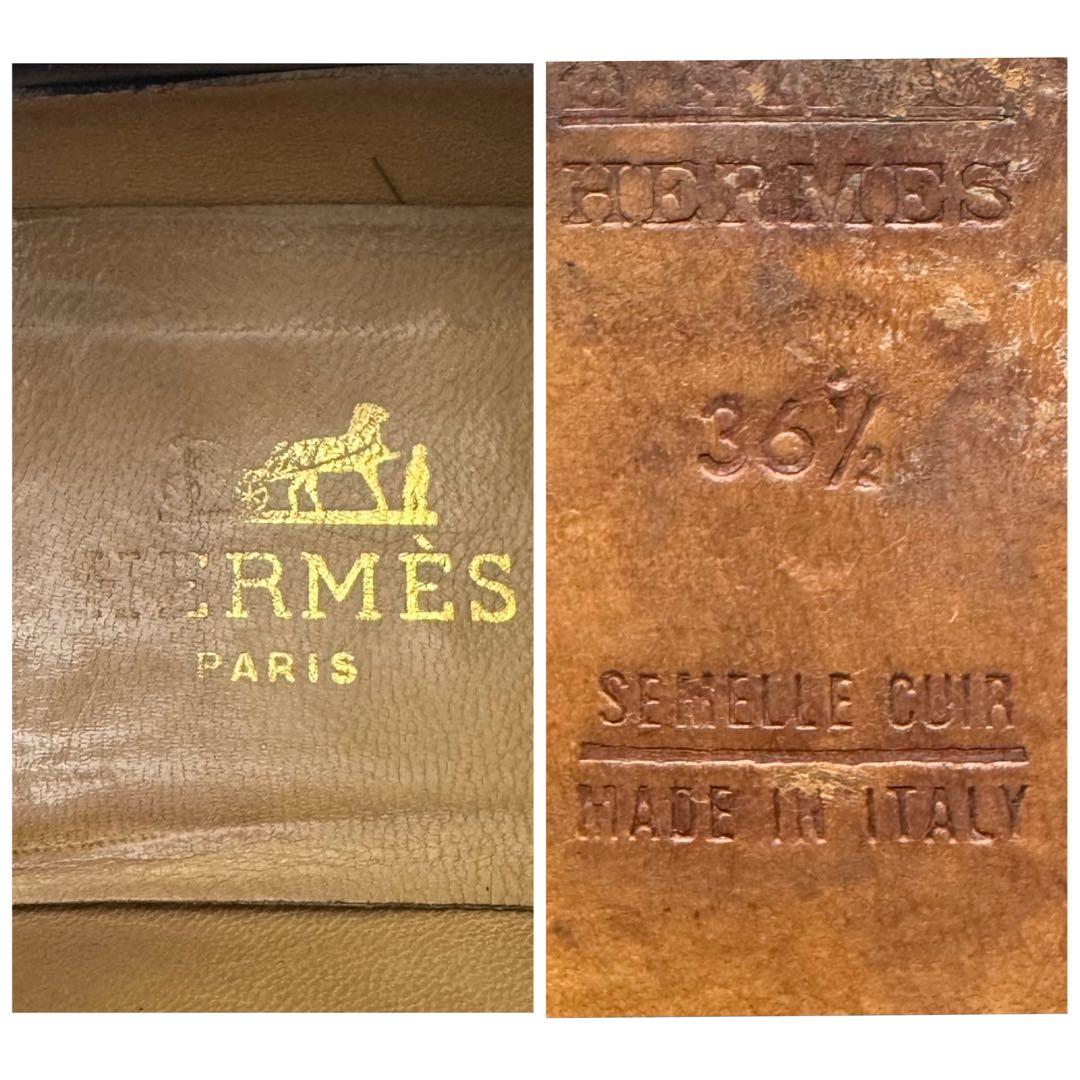 HERMÈS
PARIS
HERMES
36½
SEMELLE CUIR
MADE IN ITALY